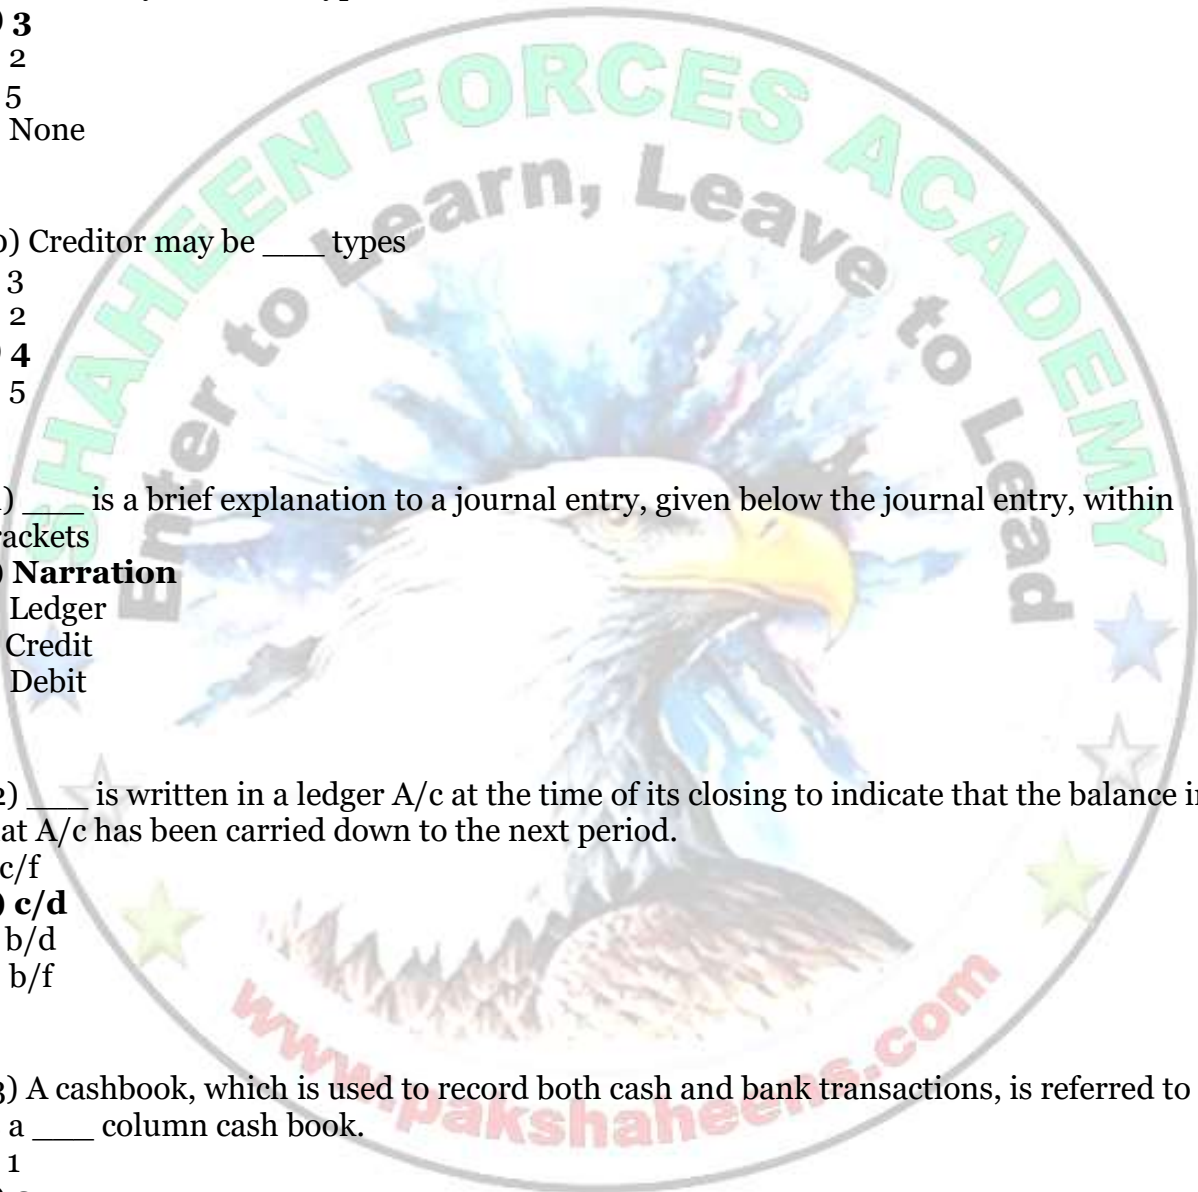 ) 3
2
5
None
) Creditor may be ___ types
3
2
) 4
5
) ___ is a brief explanation to a journal entry, given below the journal entry, within
rackets
) Narration
Ledger
Credit
Debit
2) ___ is written in a ledger A/c at the time of its closing to indicate that the balance in
at A/c has been carried down to the next period.
c/f
) c/d
b/d
b/f
3) A cashbook, which is used to record both cash and bank transactions, is referred to
a ___ column cash book.
1
SHAHEEN FORCES ACADEMY
Enter to Learn, Leave to Lead
www.pakshaheens.com